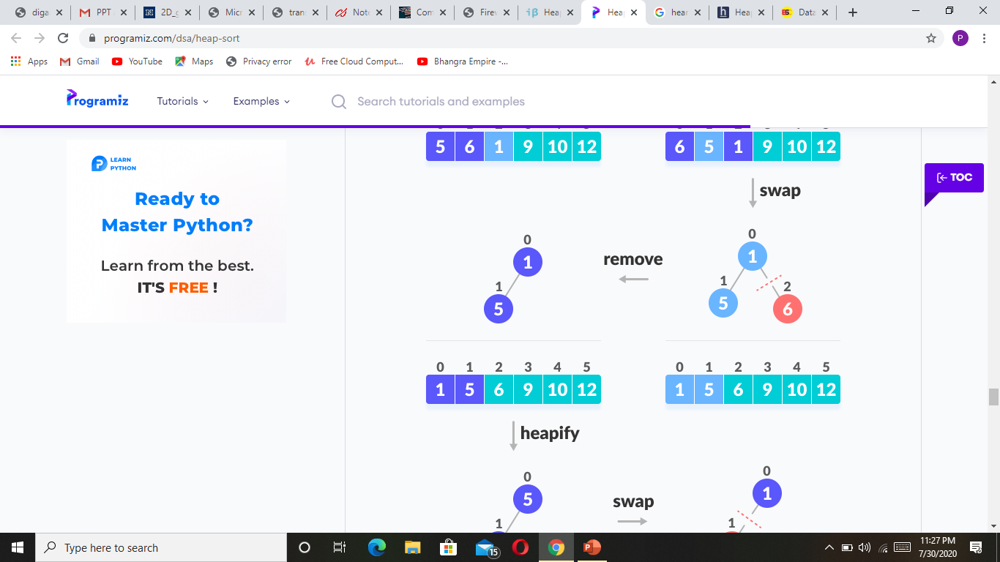 diga
PPT
2D_c
Micr
tran:
Note
Com
Firev
Hea
Hea
hear
Hea
Data
programiz.com/dsa/heap-sort
P
Apps
Gmail
YouTube
Maps
Privacy error
Free Cloud Comput...
Bhangra Empire -...
Programiz
Tutorials
Examples
Search tutorials and examples
LEARN
PYTHON
Ready to
Master Python?
Learn from the best.
IT'S FREE !
TOC
5 6 1 9 10 12
6 5 1 9 10 12
swap
0
1
1
5
remove
0
1
1
5
2
6
0 1 2 3 4 5
1 5 6 9 10 12
0 1 2 3 4 5
1 5 6 9 10 12
heapify
0
5
1
swap
0
1
1
Type here to search
15
11:27 PM
7/30/2020